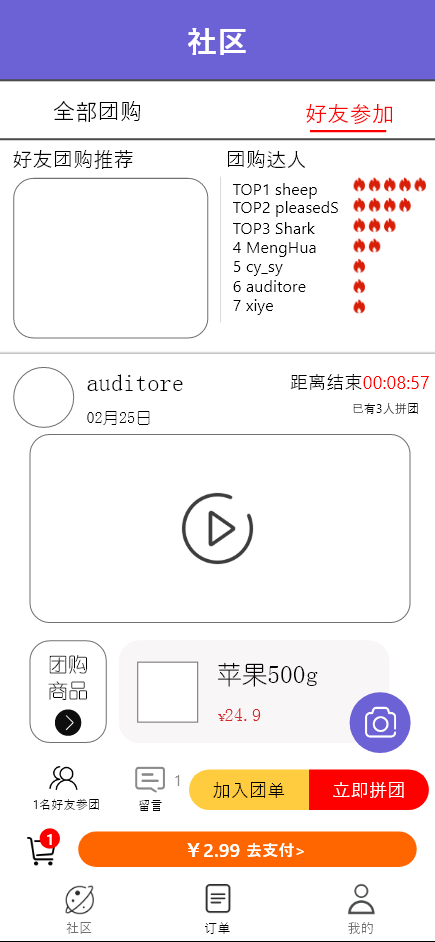 社区
全部团购
好友参加
好友团购推荐
团购达人
TOP1 sheep
TOP2 pleasedS
TOP3 Shark
4 MengHua
5 cy_sy
6 auditore
7 xiye
auditore
距离结束00:08:57
02月25日
已有3人拼团
团购
商品
苹果500g
¥24.9
1名好友参团
留言
1
加入团单
立即拼团
1
¥2.99 去支付>
社区
订单
我的